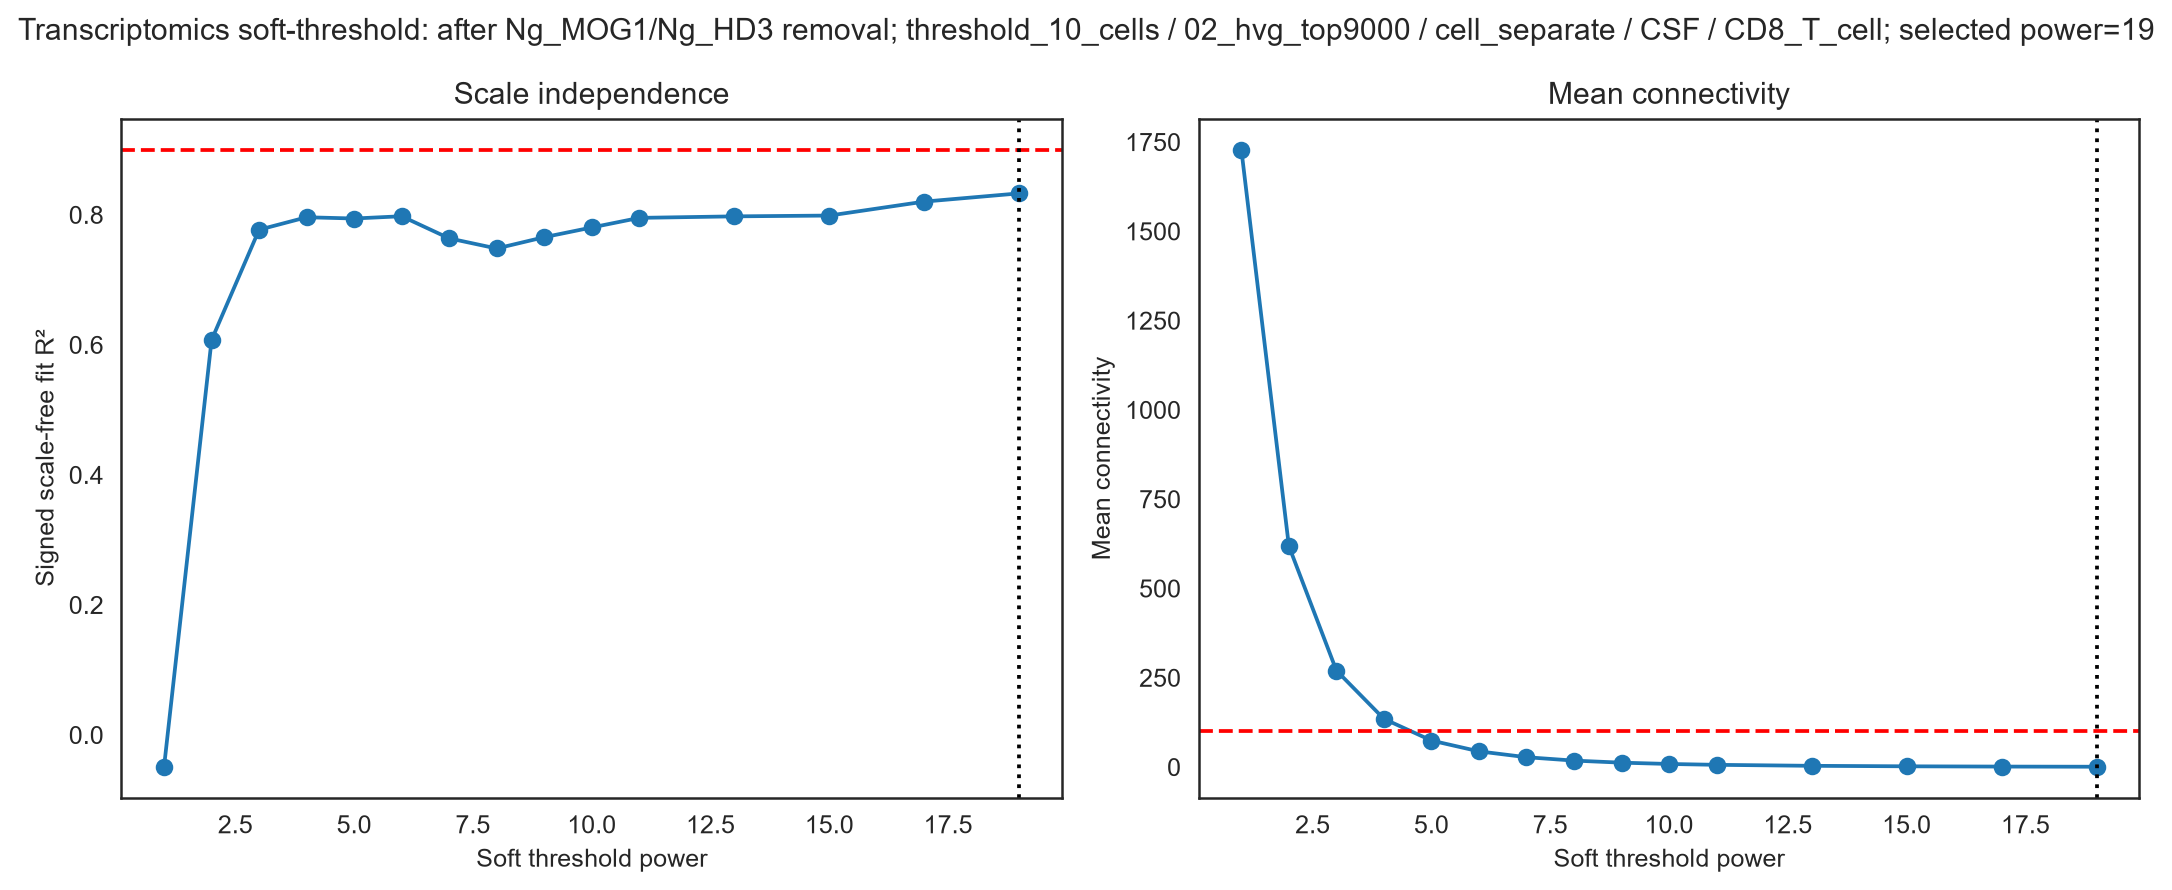 Transcriptomics soft-threshold: after Ng_MOG1/Ng_HD3 removal; threshold_10_cells / 02_hvg_top9000 / cell_separate / CSF / CD8_T_cell; selected power=19
Scale independence
Signed scale-free fit R²
0.8
0.6
0.4
0.2
0.0
2.5 5.0 7.5 10.0 12.5 15.0 17.5
Soft threshold power
Mean connectivity
Mean connectivity
1750
1500
1250
1000
750
500
250
0
2.5 5.0 7.5 10.0 12.5 15.0 17.5
Soft threshold power